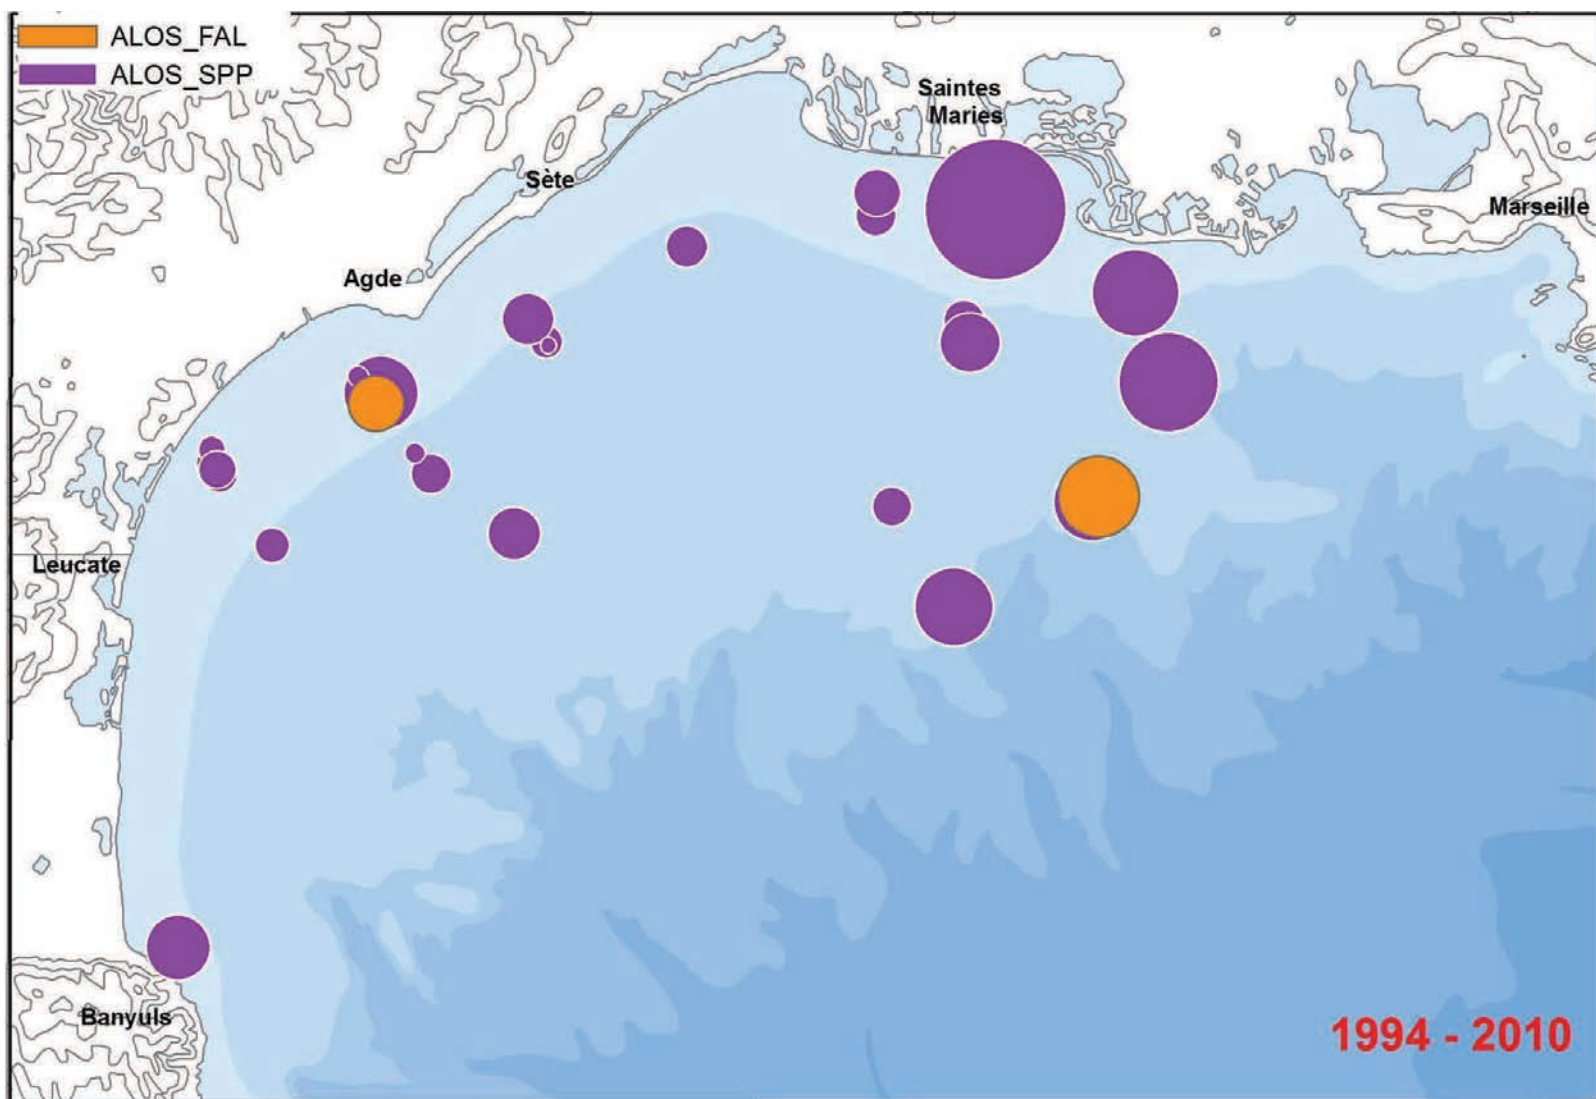 ALOS_FAL
ALOS_SPP
Saintes
Maries
Sète
Marseille
Agde
Leucate
Banyuls
1994 - 2010